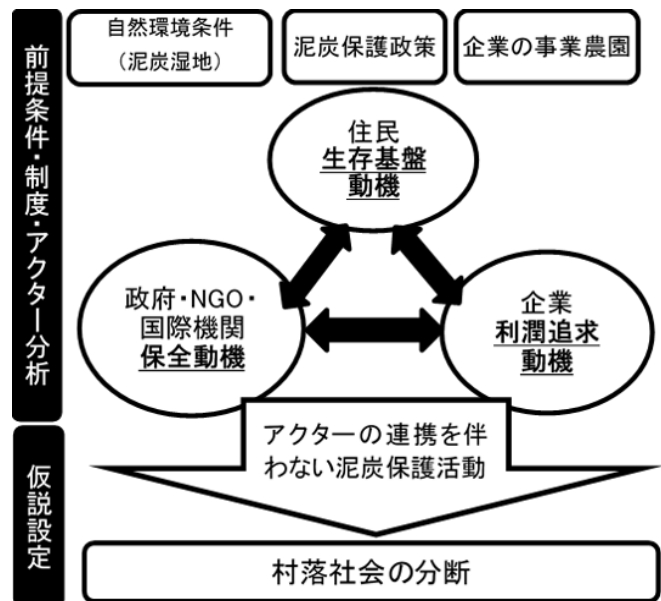 前提条件・制度・アクター分析
自然環境条件
（泥炭湿地）
泥炭保護政策
企業の事業農園
住民
生存基盤
動機
政府・NGO・
国際機関
保全動機
企業
利潤追求
動機
アクターの連携を伴
わない泥炭保護活動
仮説設定
村落社会の分断